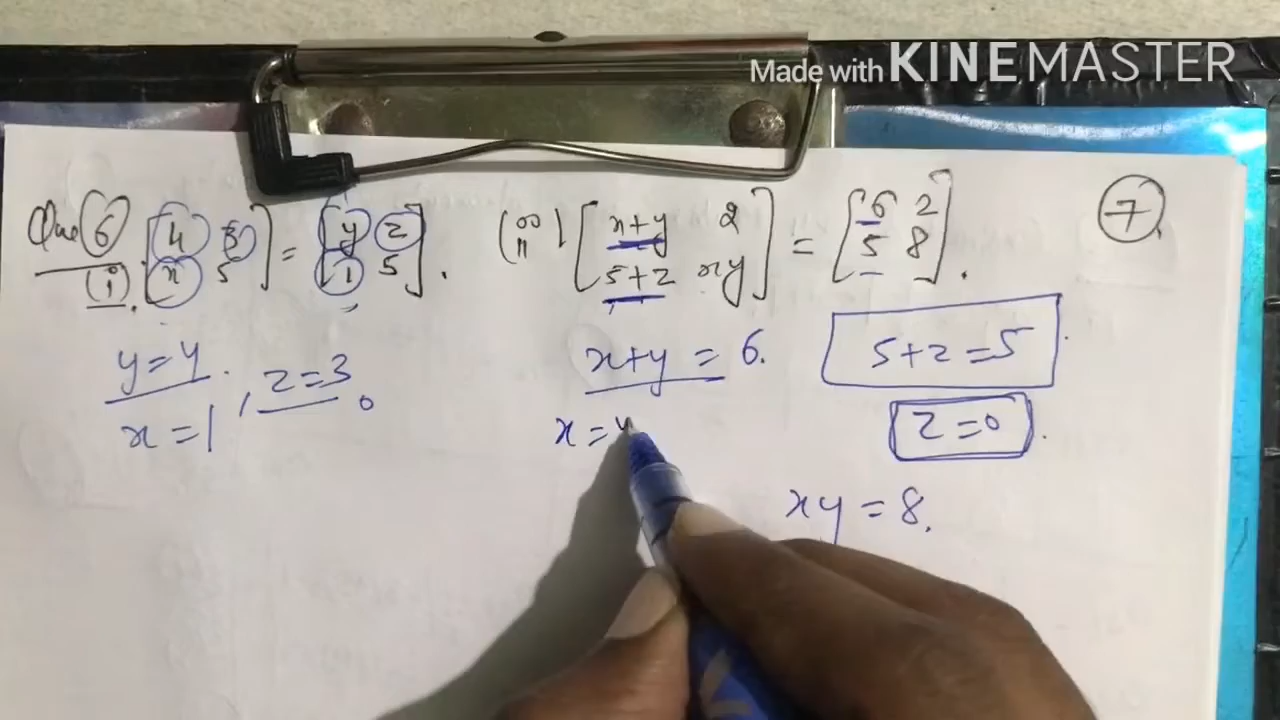 Made with KINEMASTER
Que 6 [4 3] = [y z] (ii) [x+y 2] = [6 2] 7.
(i). [x 5] [1 5]. [5+z xy] [5 8].
y=4. x+y = 6. 5+z=5
x=1, z=3. x=4 z=0.
xy=8.